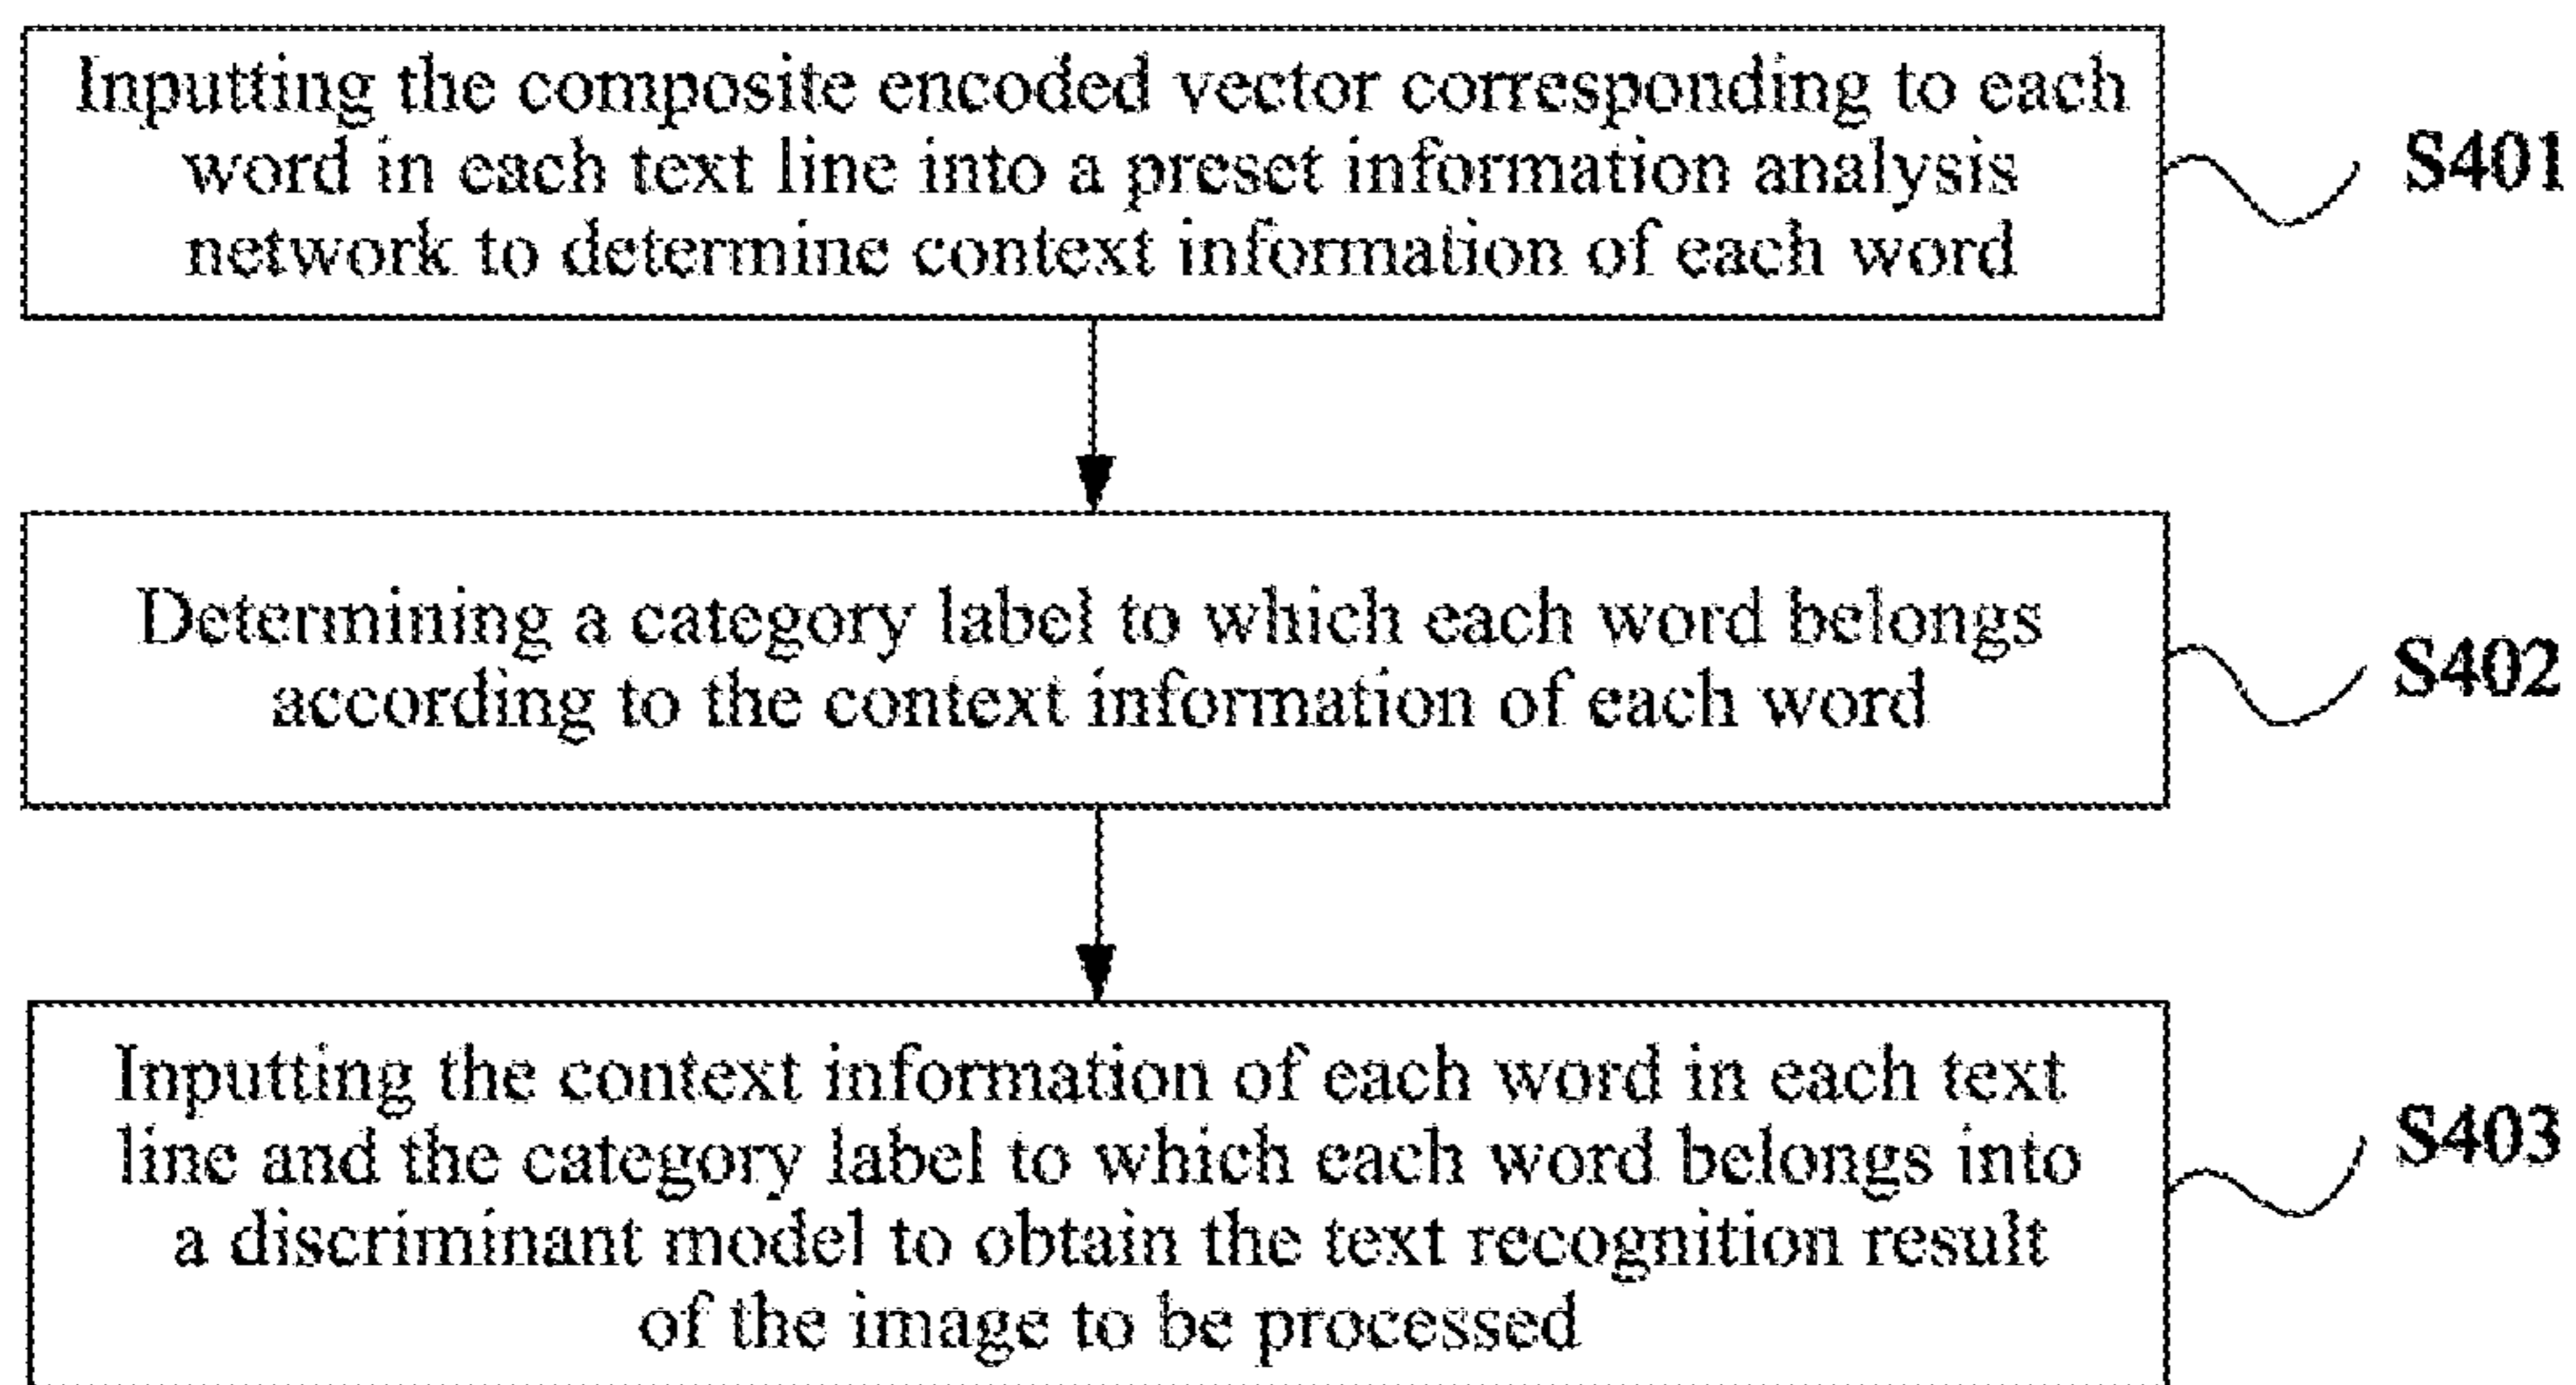 Inputting the composite encoded vector corresponding to each
word in each text line into a preset information analysis
network to determine context information of each word
S401
Determining a category label to which each word belongs
according to the context information of each word
S402
Inputting the context information of each word in each text
line and the category label to which each word belongs into
a discriminant model to obtain the text recognition result
of the image to be processed
S403